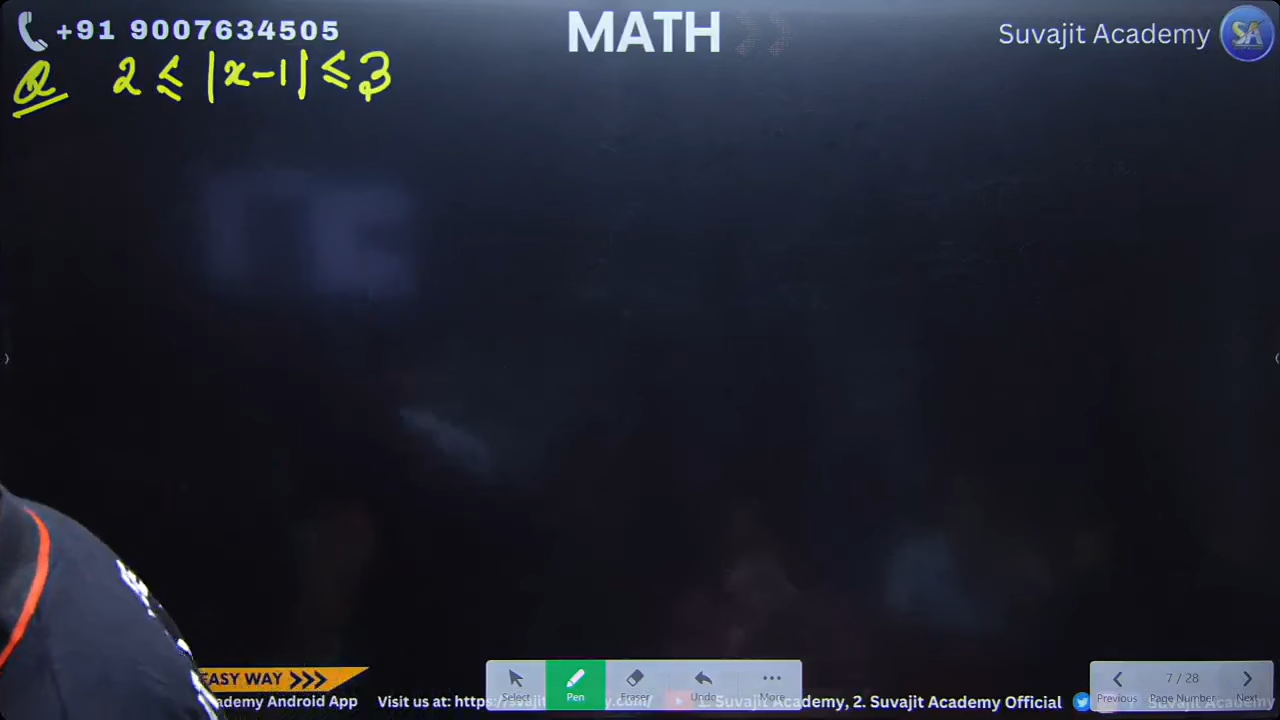 +91 9007634505 MATH Suvajit Academy SA
Q 2 ≤ |x-1| ≤ 3
EASY WAY
Select Pen Eraser Undo More
7 / 28
Previous Page Number Next
ademy Android App Visit us at: https:// Academy, 2. Suvajit Academy Official